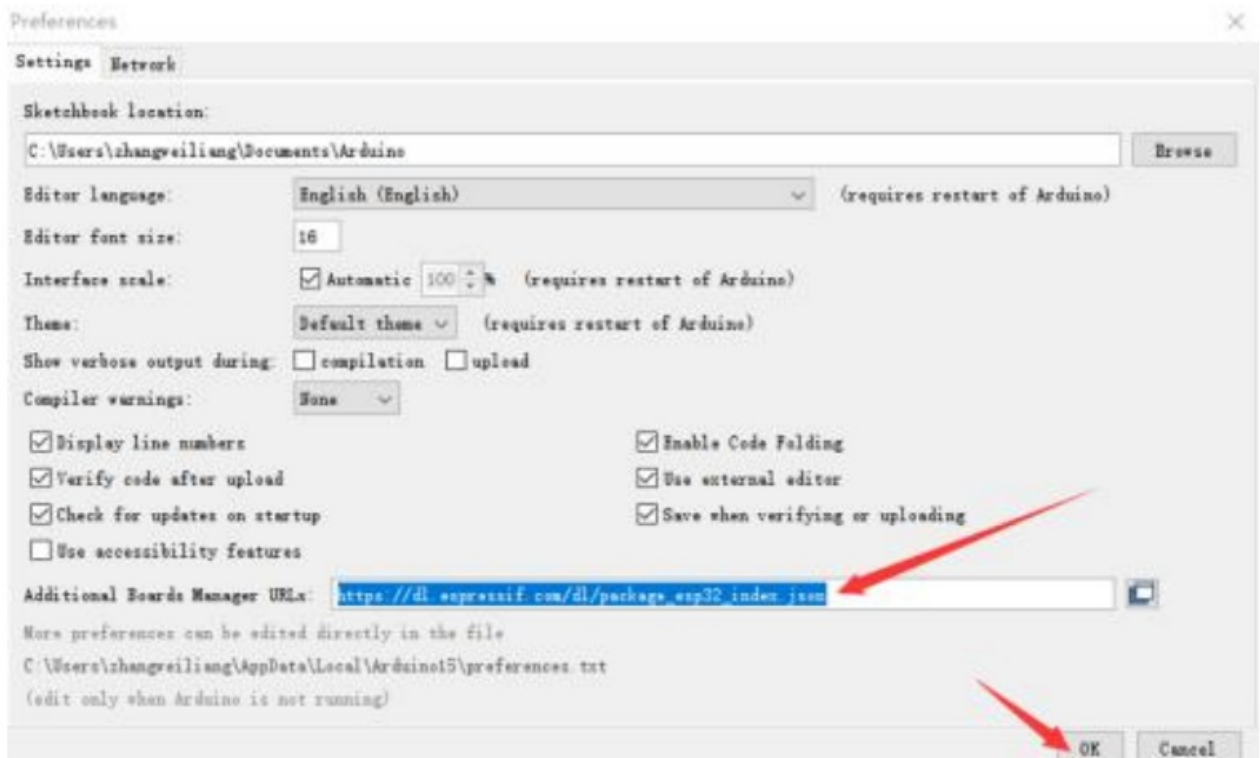 Preferences
Settings Network
Sketchbook location:
C:\Users\zhangweiliang\Documents\Arduino Browse
Editor language: English (English) (requires restart of Arduino)
Editor font size: 16
Interface scale: Automatic 100 % (requires restart of Arduino)
Theme: Default theme (requires restart of Arduino)
Show verbose output during: compilation upload
Compiler warnings: None
Display line numbers Enable Code Folding
Verify code after upload Use external editor
Check for updates on startup Save when verifying or uploading
Use accessibility features
Additional Boards Manager URLs: https://dl.espressif.com/dl/package_esp32_index.json
More preferences can be edited directly in the file
C:\Users\zhangweiliang\AppData\Local\Arduino15\preferences.txt
(edit only when Arduino is not running)
OK Cancel